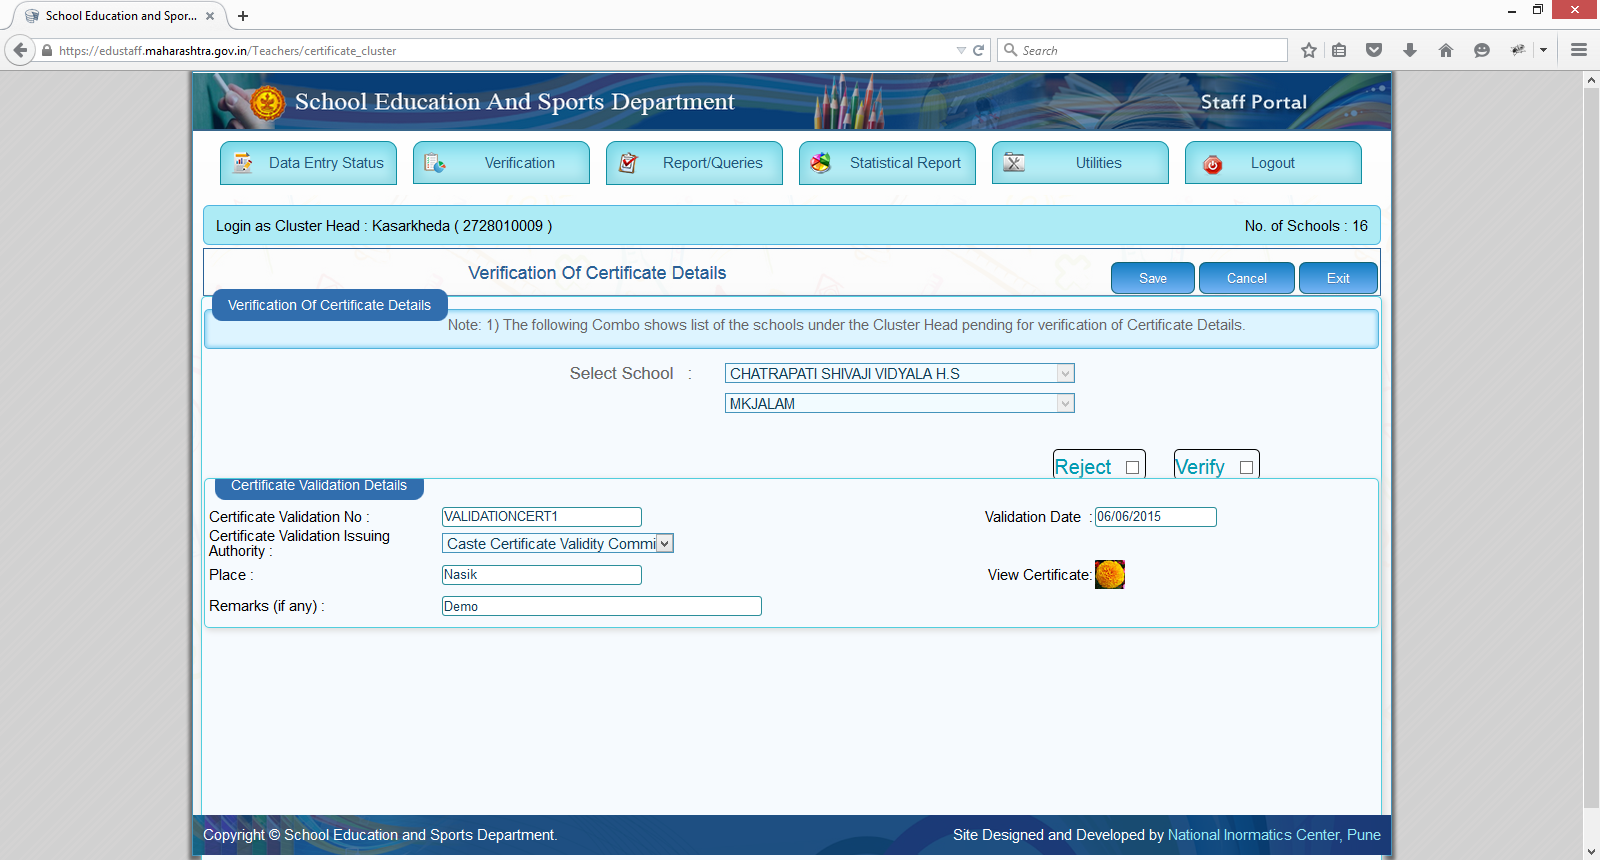 School Education and Spor...
https://edustaff.maharashtra.gov.in/Teachers/certificate_cluster
Search
School Education And Sports Department
Staff Portal
Data Entry Status
Verification
Report/Queries
Statistical Report
Utilities
Logout
Login as Cluster Head : Kasarkheda ( 2728010009 )
No. of Schools : 16
Verification Of Certificate Details
Save
Cancel
Exit
Verification Of Certificate Details
Note: 1) The following Combo shows list of the schools under the Cluster Head pending for verification of Certificate Details.
Select School :
CHATRAPATI SHIVAJI VIDYALA H.S
MKJALAM
Reject
Verify
Certificate Validation Details
Certificate Validation No :
VALIDATIONCERT1
Validation Date :
06/06/2015
Certificate Validation Issuing
Authority :
Caste Certificate Validity Commi
Place :
Nasik
View Certificate:
Remarks (if any) :
Demo
Copyright © School Education and Sports Department.
Site Designed and Developed by National Inormatics Center, Pune